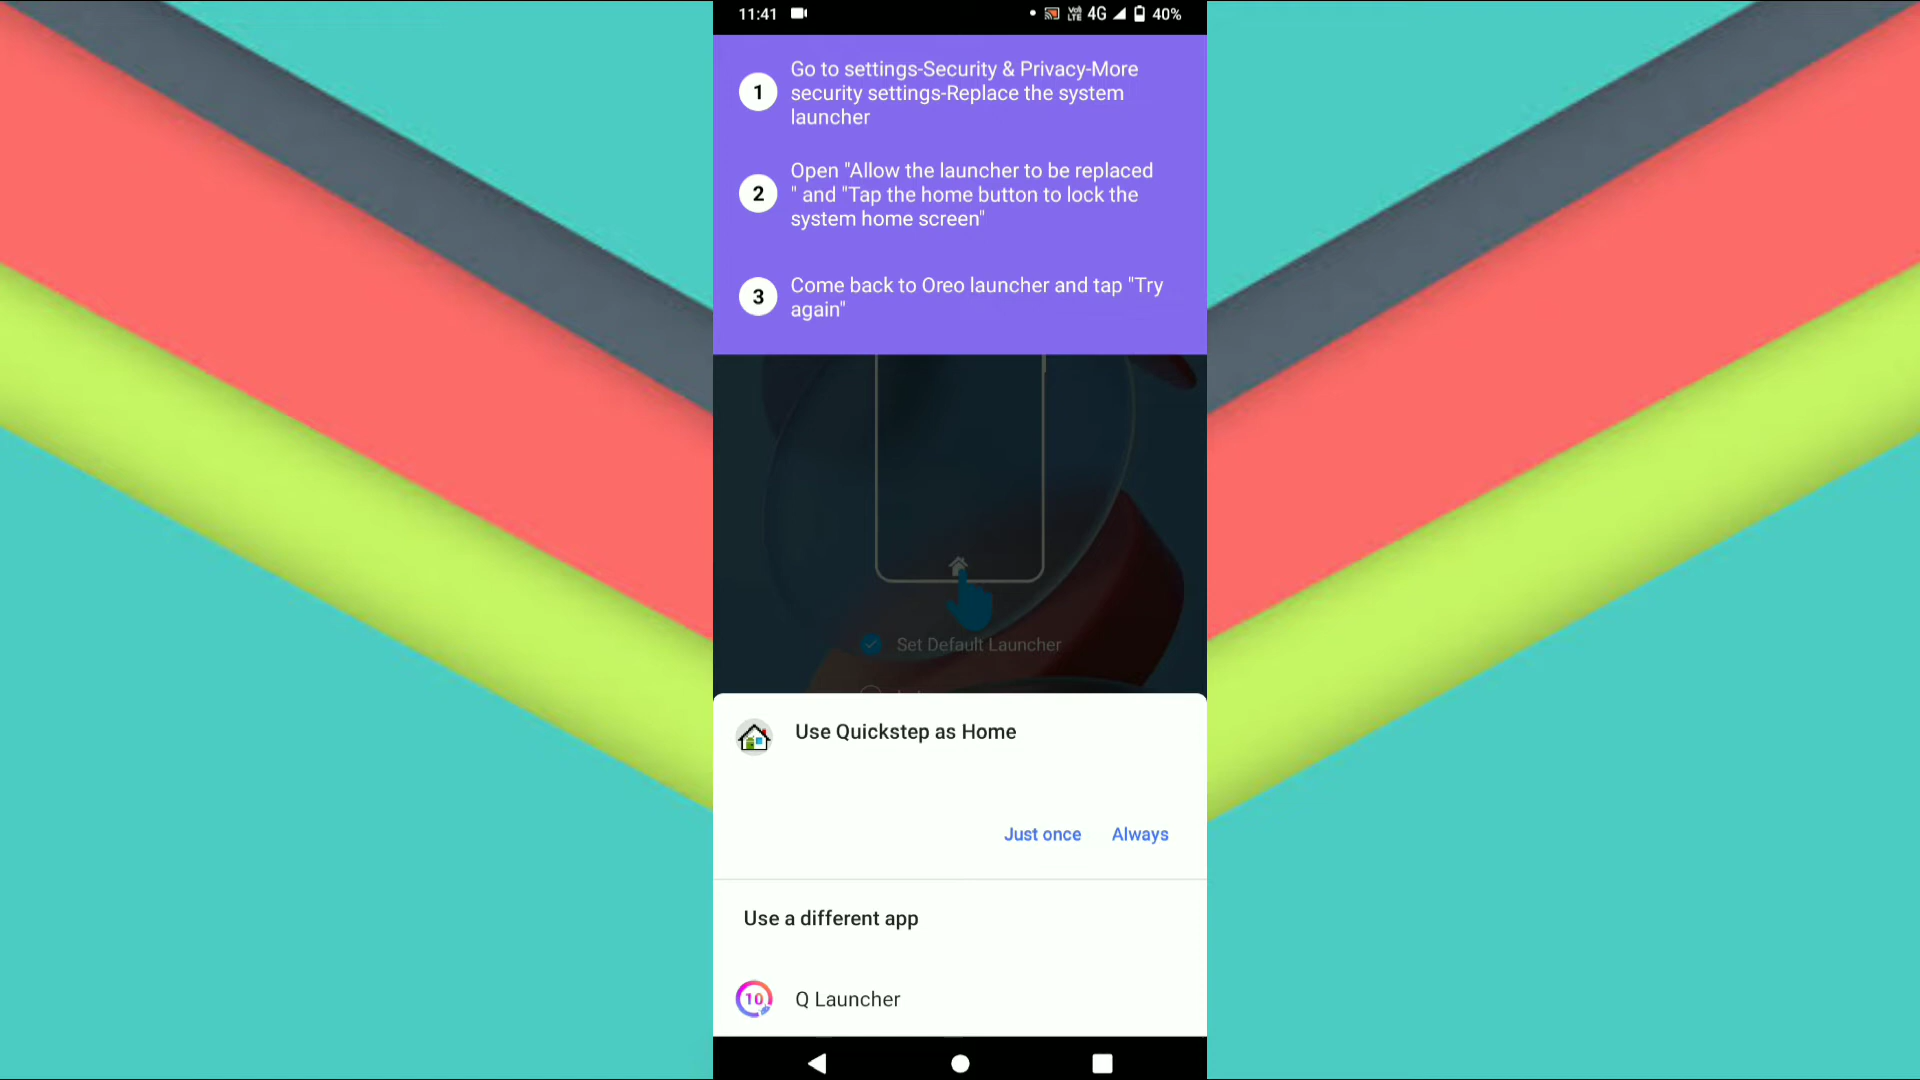 11:41
Vo)) LTE 4G 40%
1
Go to settings-Security & Privacy-More
security settings-Replace the system
launcher
2
Open "Allow the launcher to be replaced
" and "Tap the home button to lock the
system home screen"
3
Come back to Oreo launcher and tap "Try
again"
Set Default Launcher
Use Quickstep as Home
Just once Always
Use a different app
10 Q Launcher